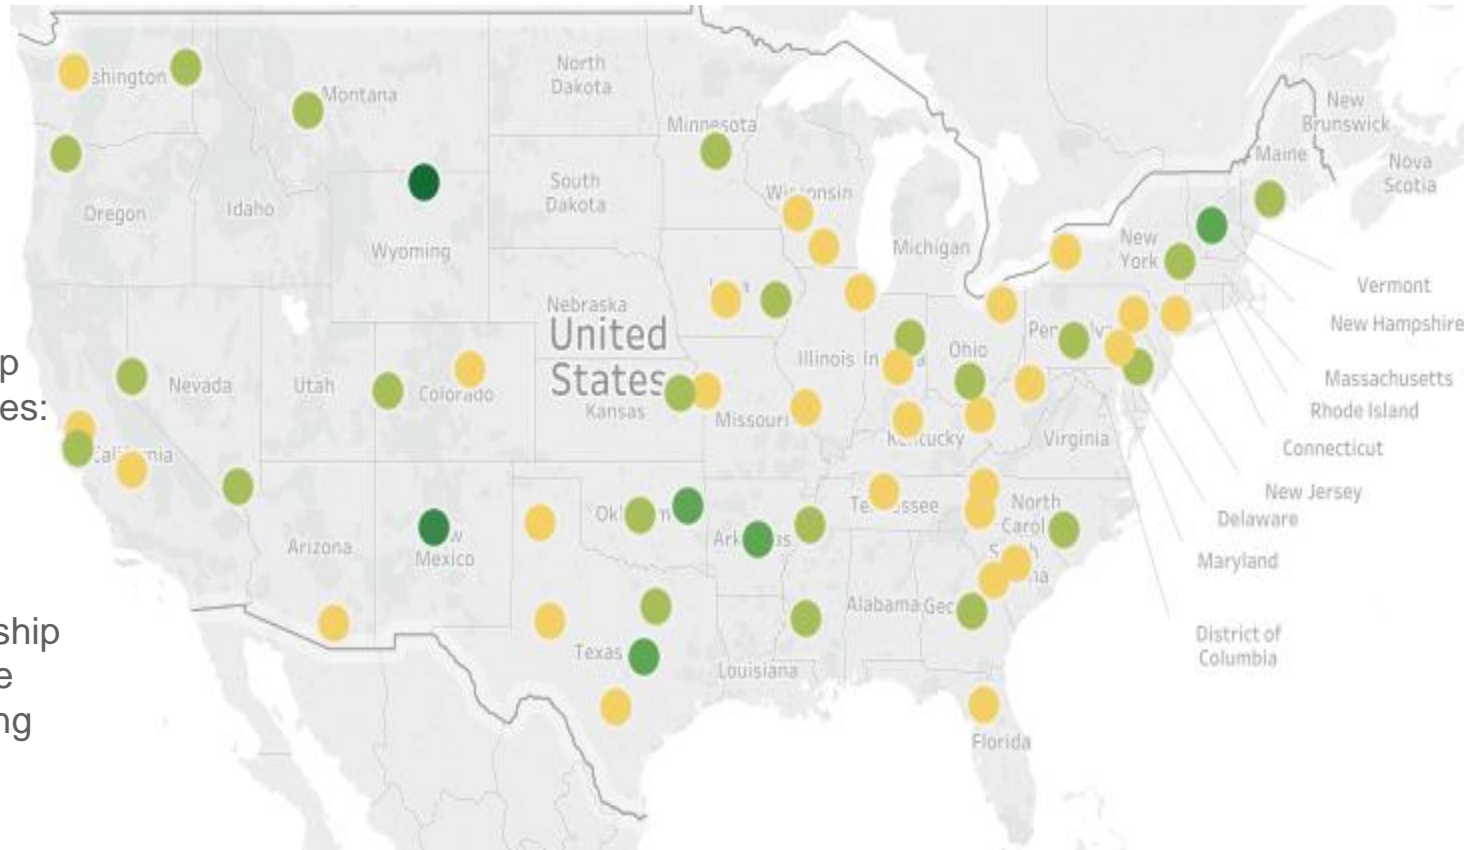 p
es:
ship
e
ng
North
Dakota
Montana
Minnesota
New
Brunswick
Maine
Nova
Scotia
South
Dakota
Oregon
Idaho
Wyoming
Michigan
New
York
Vermont
Nebraska
New Hampshire
United
States
Illinois
Ohio
Nevada
Utah
Colorado
Kansas
Missouri
Massachusetts
Rhode Island
Virginia
Connecticut
New Jersey
Delaware
North
Arizona
Mexico
Maryland
Alabama
Texas
Louisiana
District of
Columbia
Florida